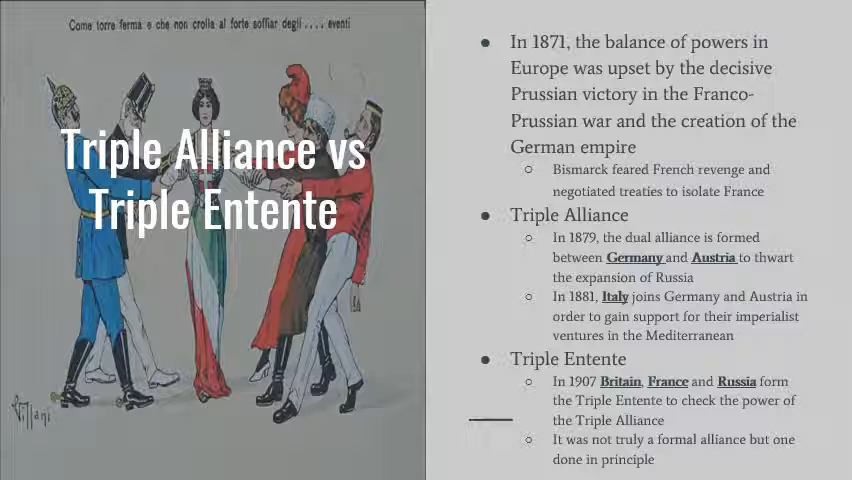 Come torre ferma e che non crolla al forte soffiar degli .... eventi
Triple Alliance vs
Triple Entente
Villani
● In 1871, the balance of powers in
Europe was upset by the decisive
Prussian victory in the Franco-
Prussian war and the creation of the
German empire
○ Bismarck feared French revenge and
negotiated treaties to isolate France
● Triple Alliance
○ In 1879, the dual alliance is formed
between Germany and Austria to thwart
the expansion of Russia
○ In 1881, Italy joins Germany and Austria in
order to gain support for their imperialist
ventures in the Mediterranean
● Triple Entente
○ In 1907 Britain, France and Russia form
the Triple Entente to check the power of
the Triple Alliance
○ It was not truly a formal alliance but one
done in principle